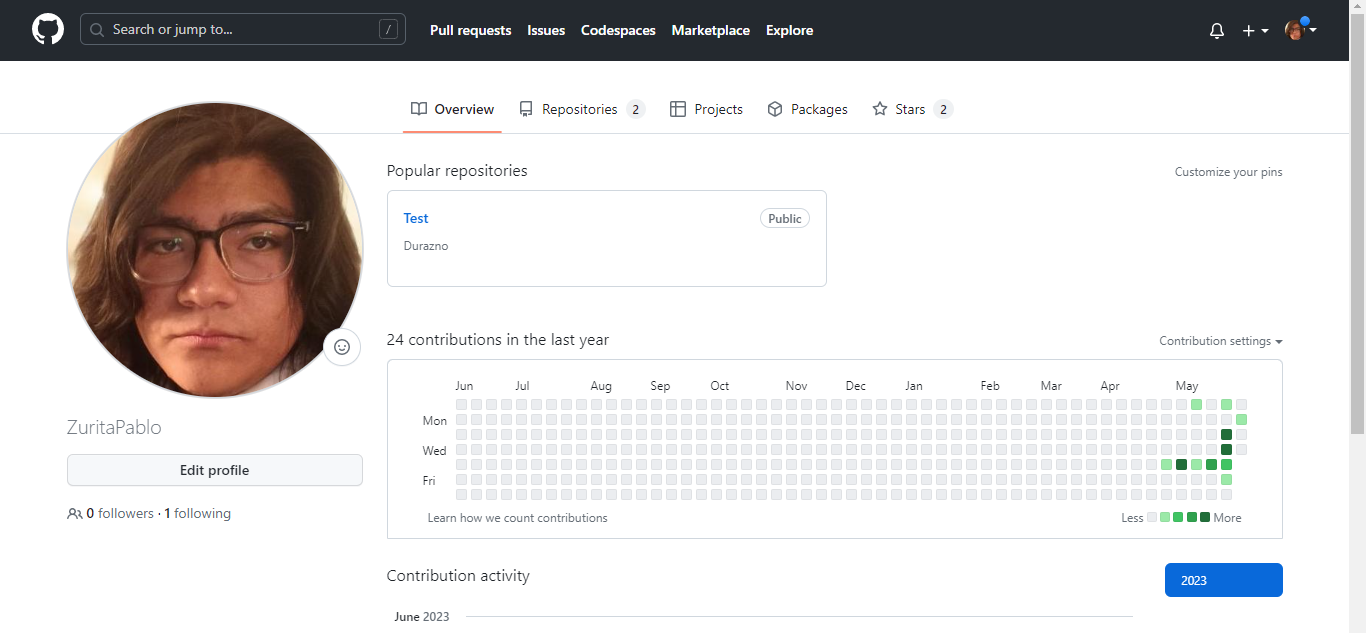 Search or jump to... /
Pull requests Issues Codespaces Marketplace Explore
Overview Repositories 2 Projects Packages Stars 2
Popular repositories
Customize your pins
Test Public
Durazno
ZuritaPablo
Edit profile
0 followers · 1 following
24 contributions in the last year
Contribution settings
Jun Jul Aug Sep Oct Nov Dec Jan Feb Mar Apr May
Mon
Wed
Fri
Learn how we count contributions
Less More
Contribution activity
2023
June 2023